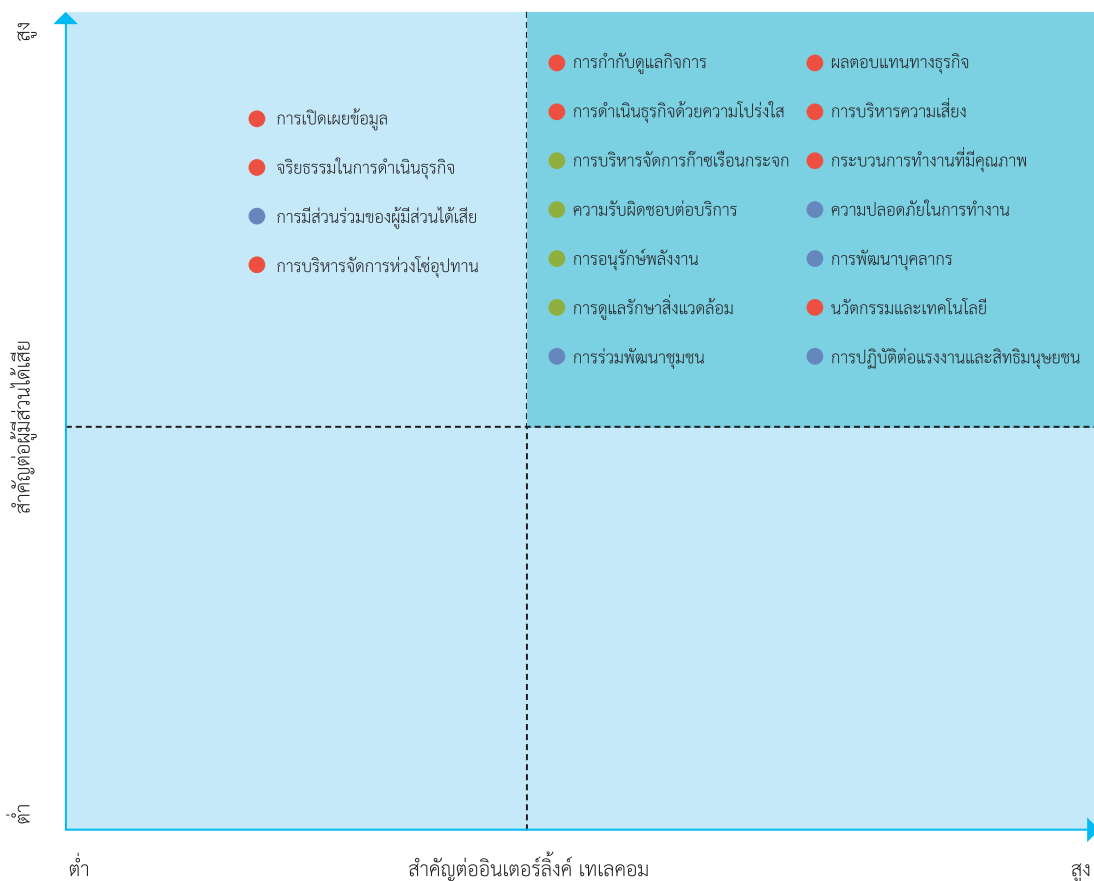 สูง
สำคัญต่อผู้มีส่วนได้เสีย
ต่ำ
การเปิดเผยข้อมูล
จริยธรรมในการดำเนินธุรกิจ
การมีส่วนร่วมของผู้มีส่วนได้เสีย
การบริหารจัดการห่วงโซ่อุปทาน
การกำกับดูแลกิจการ
การดำเนินธุรกิจด้วยความโปร่งใส
การบริหารจัดการก๊าซเรือนกระจก
ความรับผิดชอบต่อบริการ
การอนุรักษ์พลังงาน
การดูแลรักษาสิ่งแวดล้อม
การร่วมพัฒนาชุมชน
ผลตอบแทนทางธุรกิจ
การบริหารความเสี่ยง
กระบวนการทำงานที่มีคุณภาพ
ความปลอดภัยในการทำงาน
การพัฒนาบุคลากร
นวัตกรรมและเทคโนโลยี
การปฏิบัติต่อแรงงานและสิทธิมนุษยชน
ต่ำ
สำคัญต่ออินเตอร์ลิ้งค์ เทเลคอม
สูง